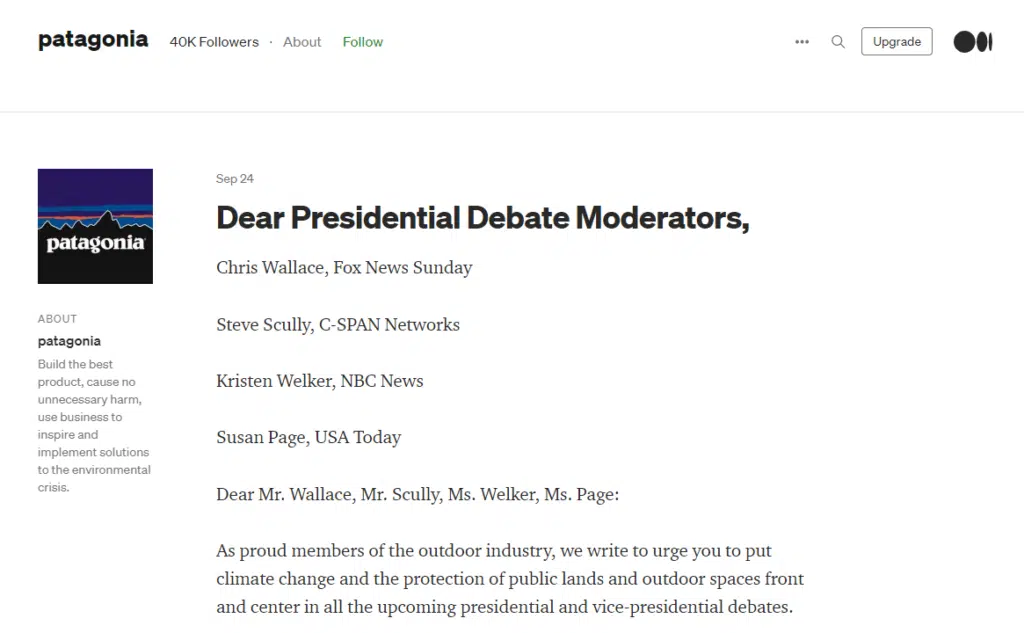 patagonia 40K Followers · About Follow Upgrade
patagonia
ABOUT
patagonia
Build the best
product, cause no
unnecessary harm,
use business to
inspire and
implement solutions
to the environmental
crisis.
Sep 24
Dear Presidential Debate Moderators,
Chris Wallace, Fox News Sunday
Steve Scully, C-SPAN Networks
Kristen Welker, NBC News
Susan Page, USA Today
Dear Mr. Wallace, Mr. Scully, Ms. Welker, Ms. Page:
As proud members of the outdoor industry, we write to urge you to put
climate change and the protection of public lands and outdoor spaces front
and center in all the upcoming presidential and vice-presidential debates.